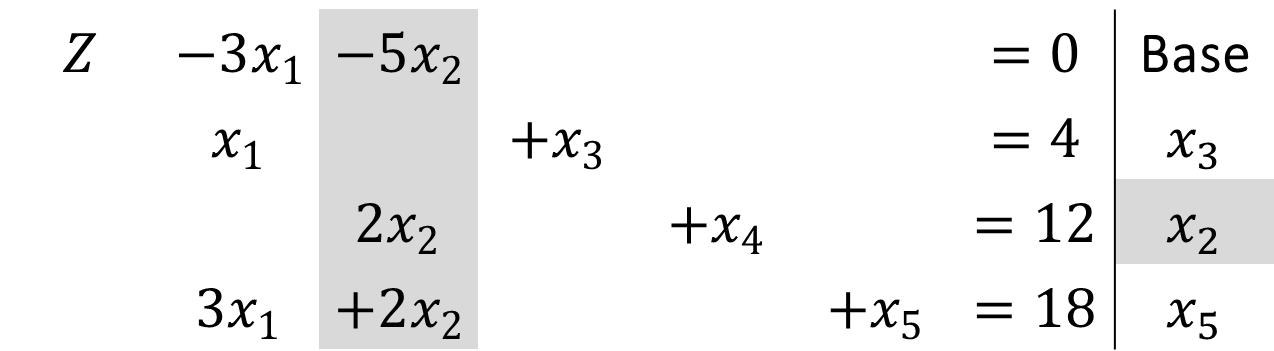 Z −3x₁ −5x₂ = 0 Base
x₁ +x₃ = 4 x₃
2x₂ +x₄ = 12 x₂
3x₁ +2x₂ +x₅ = 18 x₅